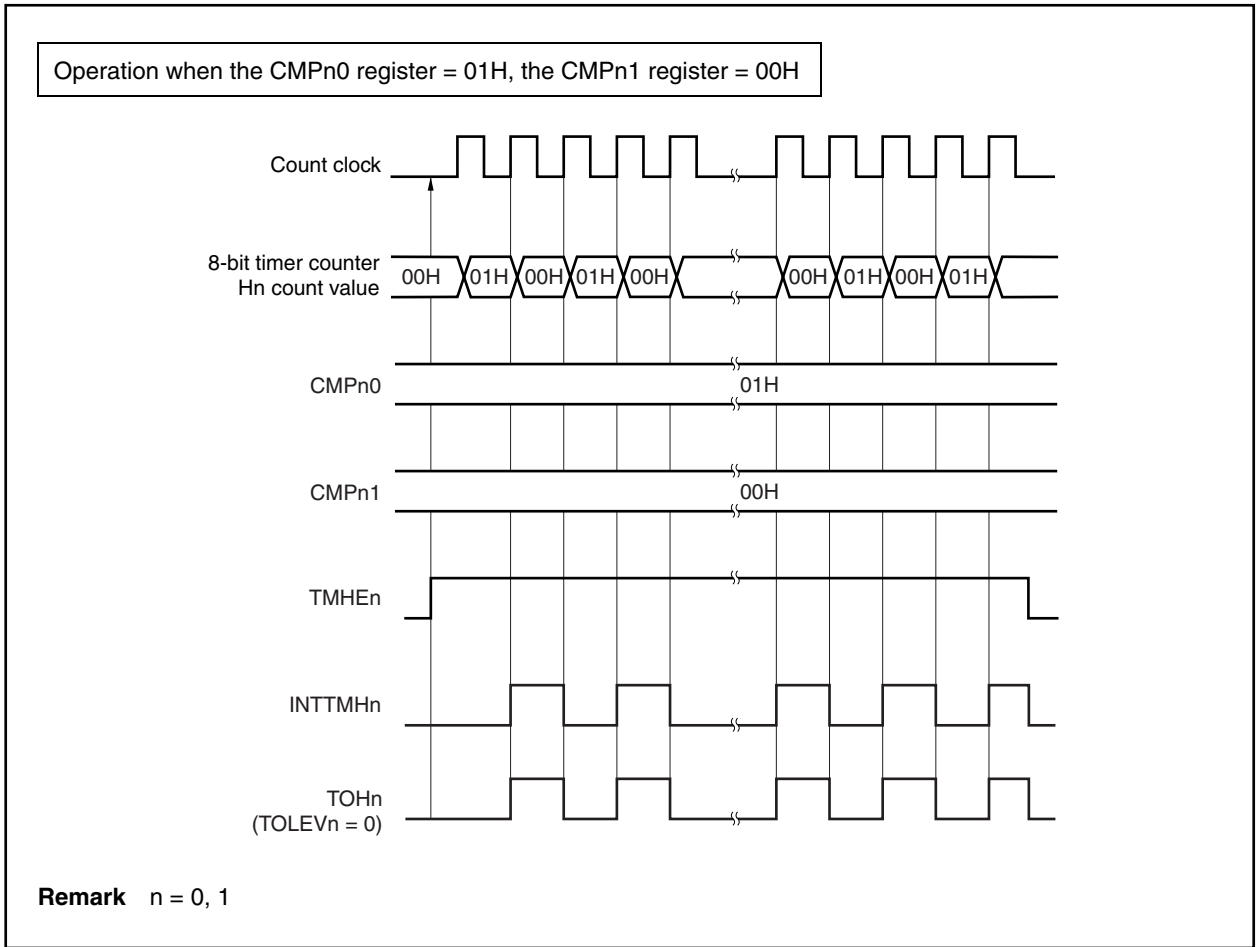 Operation when the CMPn0 register = 01H, the CMPn1 register = 00H
Count clock
8-bit timer counter
Hn count value
00H 01H 00H 01H 00H 00H 01H 00H 01H
CMPn0
01H
CMPn1
00H
TMHEn
INTTMHn
TOHn
(TOLEVn = 0)
Remark n = 0, 1